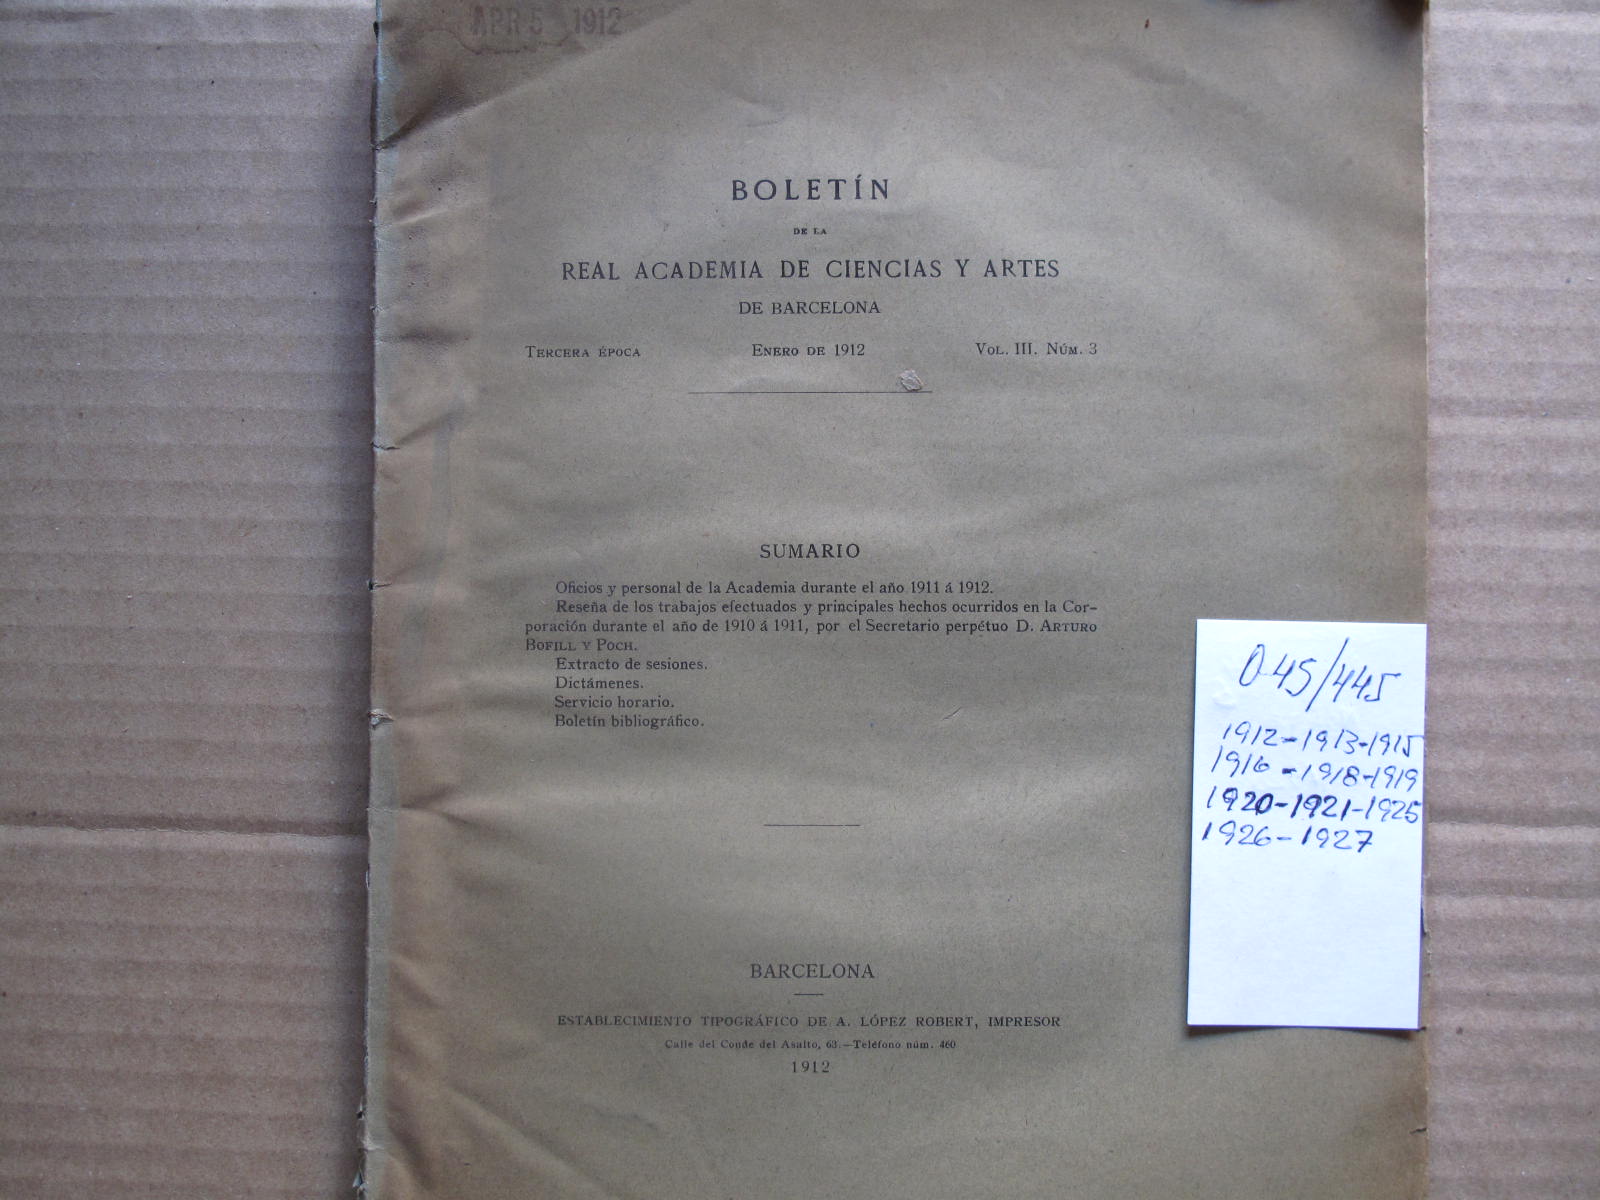 APR 5 1912
BOLETÍN
DE LA
REAL ACADEMIA DE CIENCIAS Y ARTES
DE BARCELONA
TERCERA ÉPOCA ENERO DE 1912 VOL. III. NÚM. 3
SUMARIO
Oficios y personal de la Academia durante el año 1911 á 1912.
Reseña de los trabajos efectuados y principales hechos ocurridos en la Cor-
poración durante el año de 1910 á 1911, por el Secretario perpétuo D. ARTURO
BOFILL Y POCH.
Extracto de sesiones.
Dictámenes.
Servicio horario.
Boletín bibliográfico.
BARCELONA
ESTABLECIMIENTO TIPOGRÁFICO DE A. LÓPEZ ROBERT, IMPRESOR
Calle del Conde del Asalto, 63.—Teléfono núm. 460
1912
045/445
1912-1913-1915
1916-1918-1919
1920-1921-1925
1926-1927